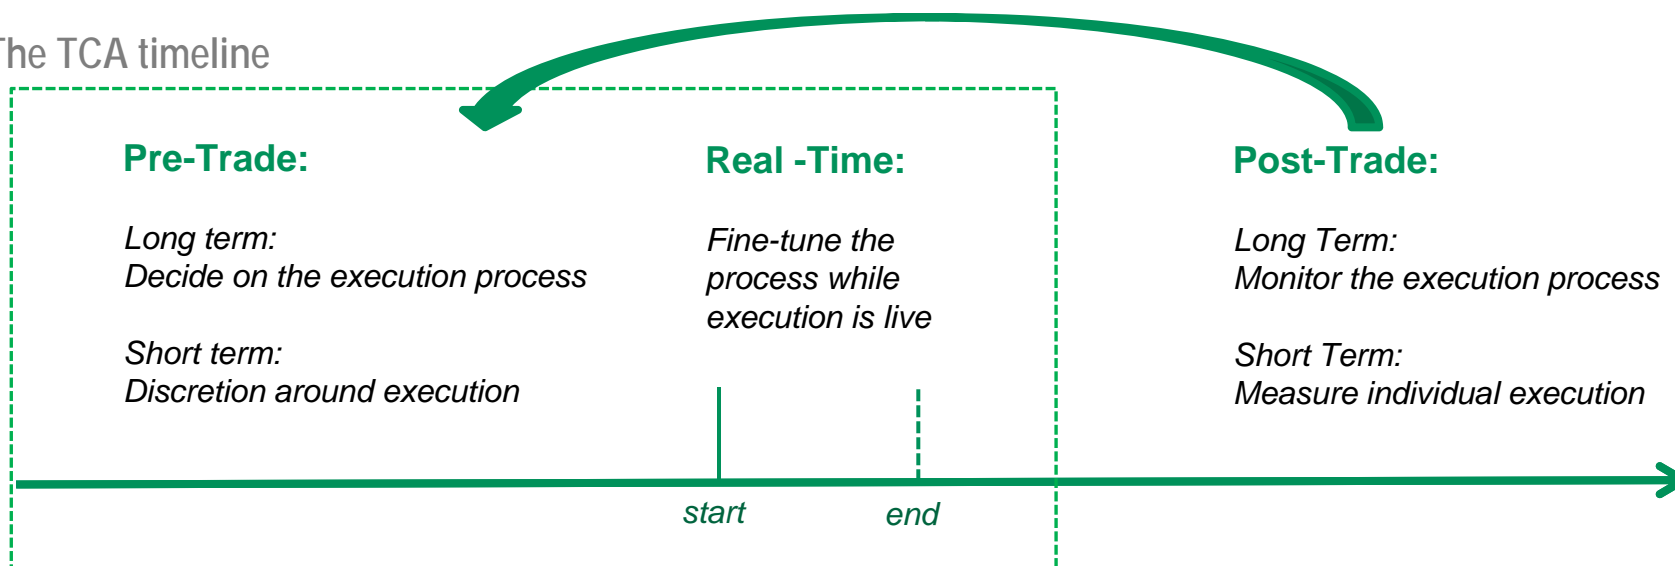 The TCA timeline
Pre-Trade:
Long term:
Decide on the execution process
Short term:
Discretion around execution
Real -Time:
Fine-tune the
process while
execution is live
Post-Trade:
Long Term:
Monitor the execution process
Short Term:
Measure individual execution
start
end